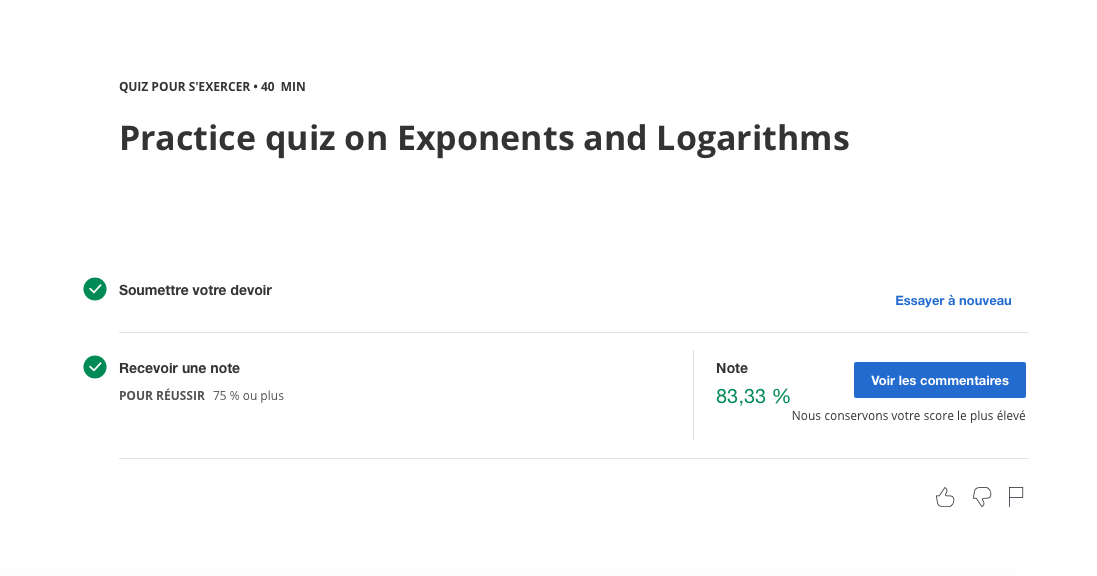 QUIZ POUR S'EXERCER • 40 MIN
Practice quiz on Exponents and Logarithms
Soumettre votre devoir
Essayer à nouveau
Recevoir une note
POUR RÉUSSIR 75 % ou plus
Note
83,33 %
Voir les commentaires
Nous conservons votre score le plus élevé